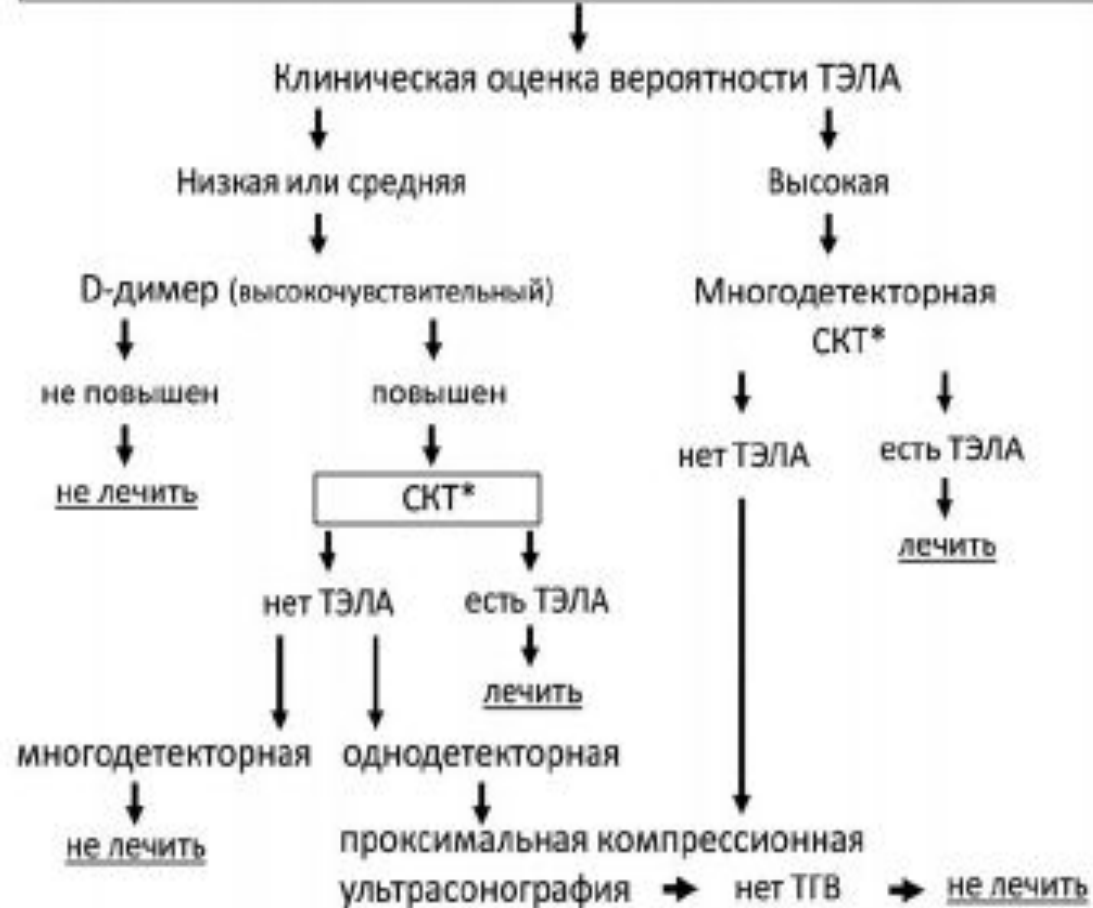 Клиническая оценка вероятности ТЭЛА
Низкая или средняя
Высокая
D-димер (высокочувствительный)
Многодетекторная
СКТ*
не повышен
повышен
нет ТЭЛА
есть ТЭЛА
не лечить
СКТ*
лечить
нет ТЭЛА
есть ТЭЛА
лечить
многодетекторная
однодетекторная
не лечить
проксимальная компрессионная
ультрасонография
нет ТГВ
не лечить